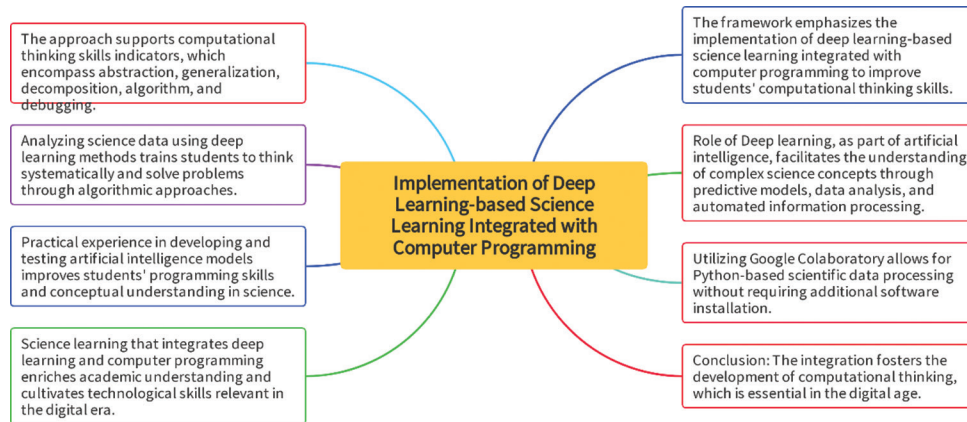 The approach supports computational
thinking skills indicators, which
encompass abstraction, generalization,
decomposition, algorithm, and
debugging.
Analyzing science data using deep
learning methods trains students to think
systematically and solve problems
through algorithmic approaches.
Practical experience in developing and
testing artificial intelligence models
improves students' programming skills
and conceptual understanding in science.
Science learning that integrates deep
learning and computer programming
enriches academic understanding and
cultivates technological skills relevant in
the digital era.
Implementation of Deep
Learning-based Science
Learning Integrated with
Computer Programming
The framework emphasizes the
implementation of deep learning-based
science learning integrated with
computer programming to improve
students' computational thinking skills.
Role of Deep learning, as part of artificial
intelligence, facilitates the understanding
of complex science concepts through
predictive models, data analysis, and
automated information processing.
Utilizing Google Colaboratory allows for
Python-based scientific data processing
without requiring additional software
installation.
Conclusion: The integration fosters the
development of computational thinking,
which is essential in the digital age.